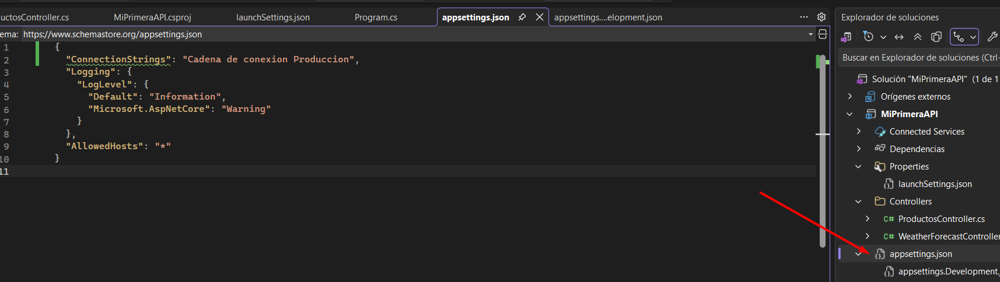 uctosController.cs
MiPrimeraAPI.csproj
launchSettings.json
Program.cs
appsettings.json
appsettings....elopment.json
Explorador de soluciones
ema: https://www.schemastore.org/appsettings.json
Buscar en Explorador de soluciones (Ctrl-
1 {
2 "ConnectionStrings": "Cadena de conexion Produccion",
3 "Logging": {
4 "LogLevel": {
5 "Default": "Information",
6 "Microsoft.AspNetCore": "Warning"
7 }
8 },
9 "AllowedHosts": "*"
10 }
11
Solución "MiPrimeraAPI" (1 de 1
Orígenes externos
MiPrimeraAPI
Connected Services
Dependencias
Properties
launchSettings.json
Controllers
C# ProductosController.cs
C# WeatherForecastController
appsettings.json
appsettings.Development.